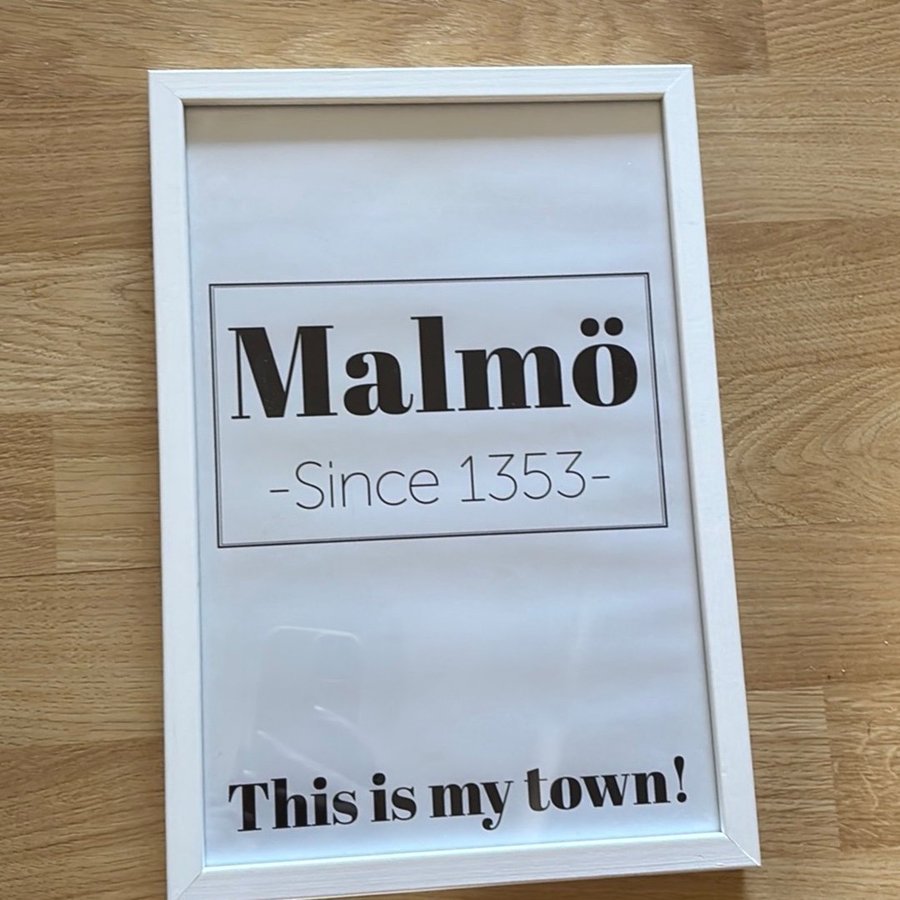 Malmö
-Since 1353-
This is my town!